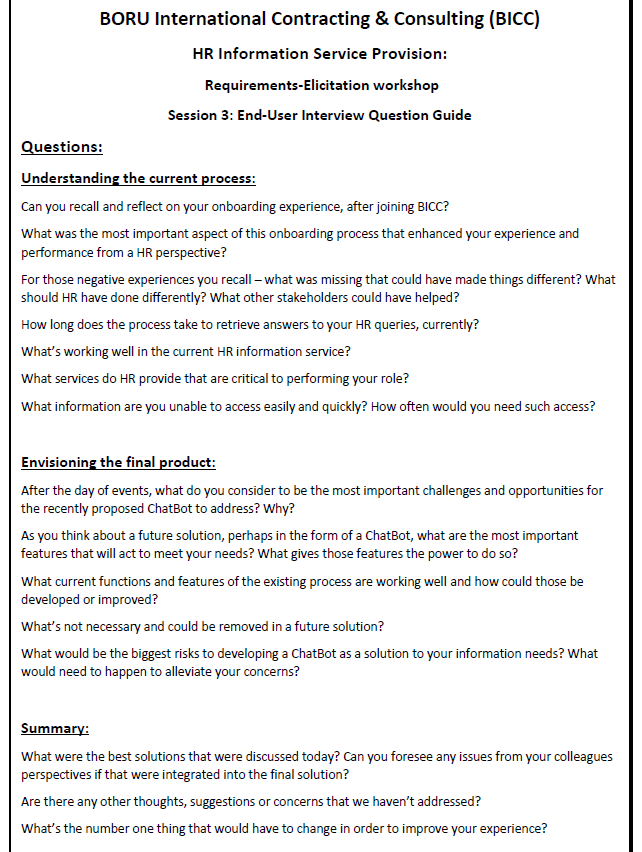 BORU International Contracting & Consulting (BICC)
HR Information Service Provision:
Requirements-Elicitation workshop
Session 3: End-User Interview Question Guide
Questions:
Understanding the current process:
Can you recall and reflect on your onboarding experience, after joining BICC?
What was the most important aspect of this onboarding process that enhanced your experience and
performance from a HR perspective?
For those negative experiences you recall – what was missing that could have made things different? What
should HR have done differently? What other stakeholders could have helped?
How long does the process take to retrieve answers to your HR queries, currently?
What's working well in the current HR information service?
What services do HR provide that are critical to performing your role?
What information are you unable to access easily and quickly? How often would you need such access?
Envisioning the final product:
After the day of events, what do you consider to be the most important challenges and opportunities for
the recently proposed ChatBot to address? Why?
As you think about a future solution, perhaps in the form of a ChatBot, what are the most important
features that will act to meet your needs? What gives those features the power to do so?
What current functions and features of the existing process are working well and how could those be
developed or improved?
What's not necessary and could be removed in a future solution?
What would be the biggest risks to developing a ChatBot as a solution to your information needs? What
would need to happen to alleviate your concerns?
Summary:
What were the best solutions that were discussed today? Can you foresee any issues from your colleagues
perspectives if that were integrated into the final solution?
Are there any other thoughts, suggestions or concerns that we haven't addressed?
What's the number one thing that would have to change in order to improve your experience?